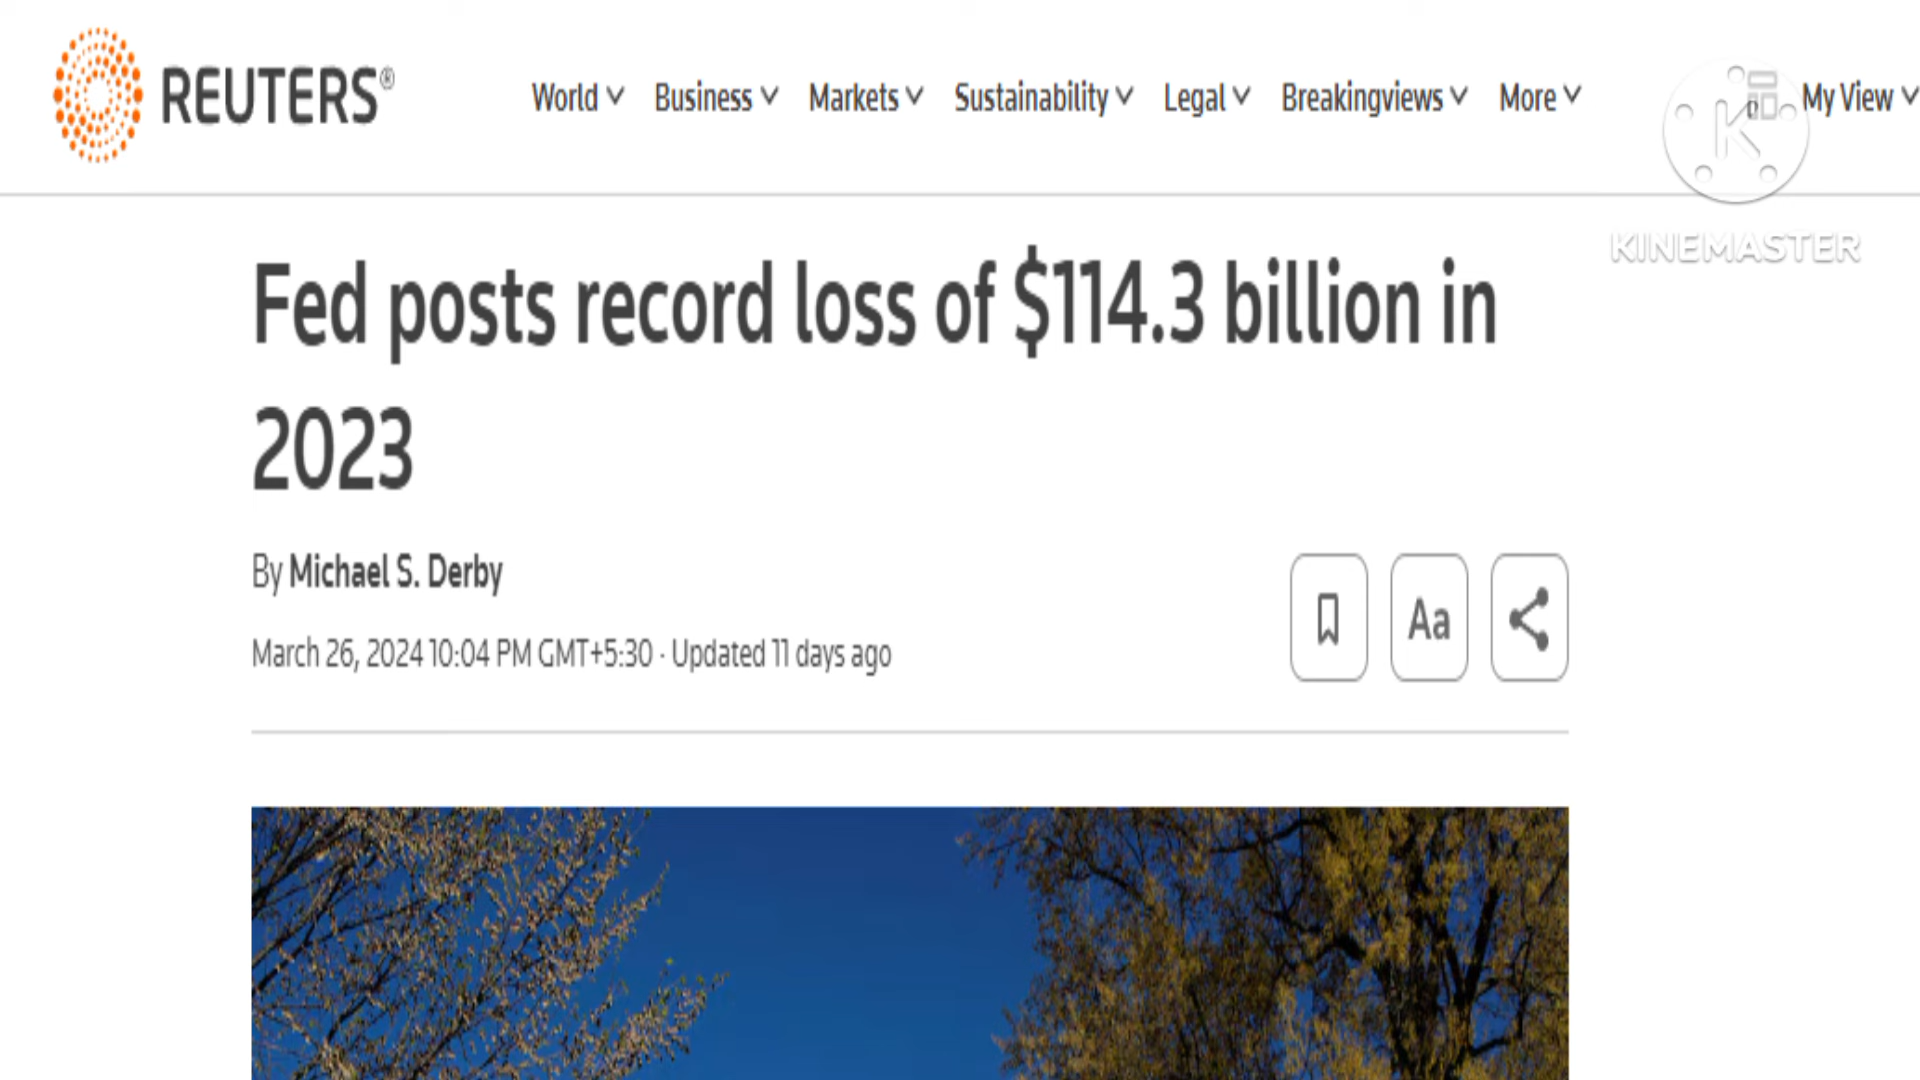 REUTERS®
World Business Markets Sustainability Legal Breakingviews More My View
K
KINEMASTER
Fed posts record loss of $114.3 billion in
2023
By Michael S. Derby
March 26, 2024 10:04 PM GMT+5:30 · Updated 11 days ago
Aa